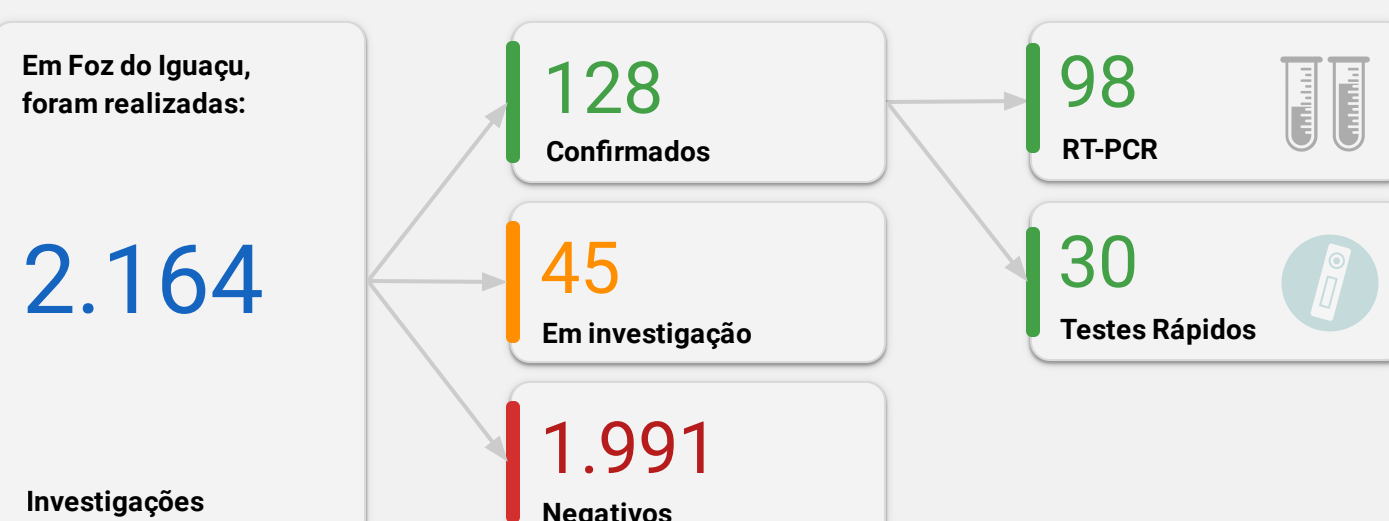 Em Foz do Iguaçu,
foram realizadas:
2.164
Investigações
128
Confirmados
45
Em investigação
1.991
Negativos
98
RT-PCR
30
Testes Rápidos